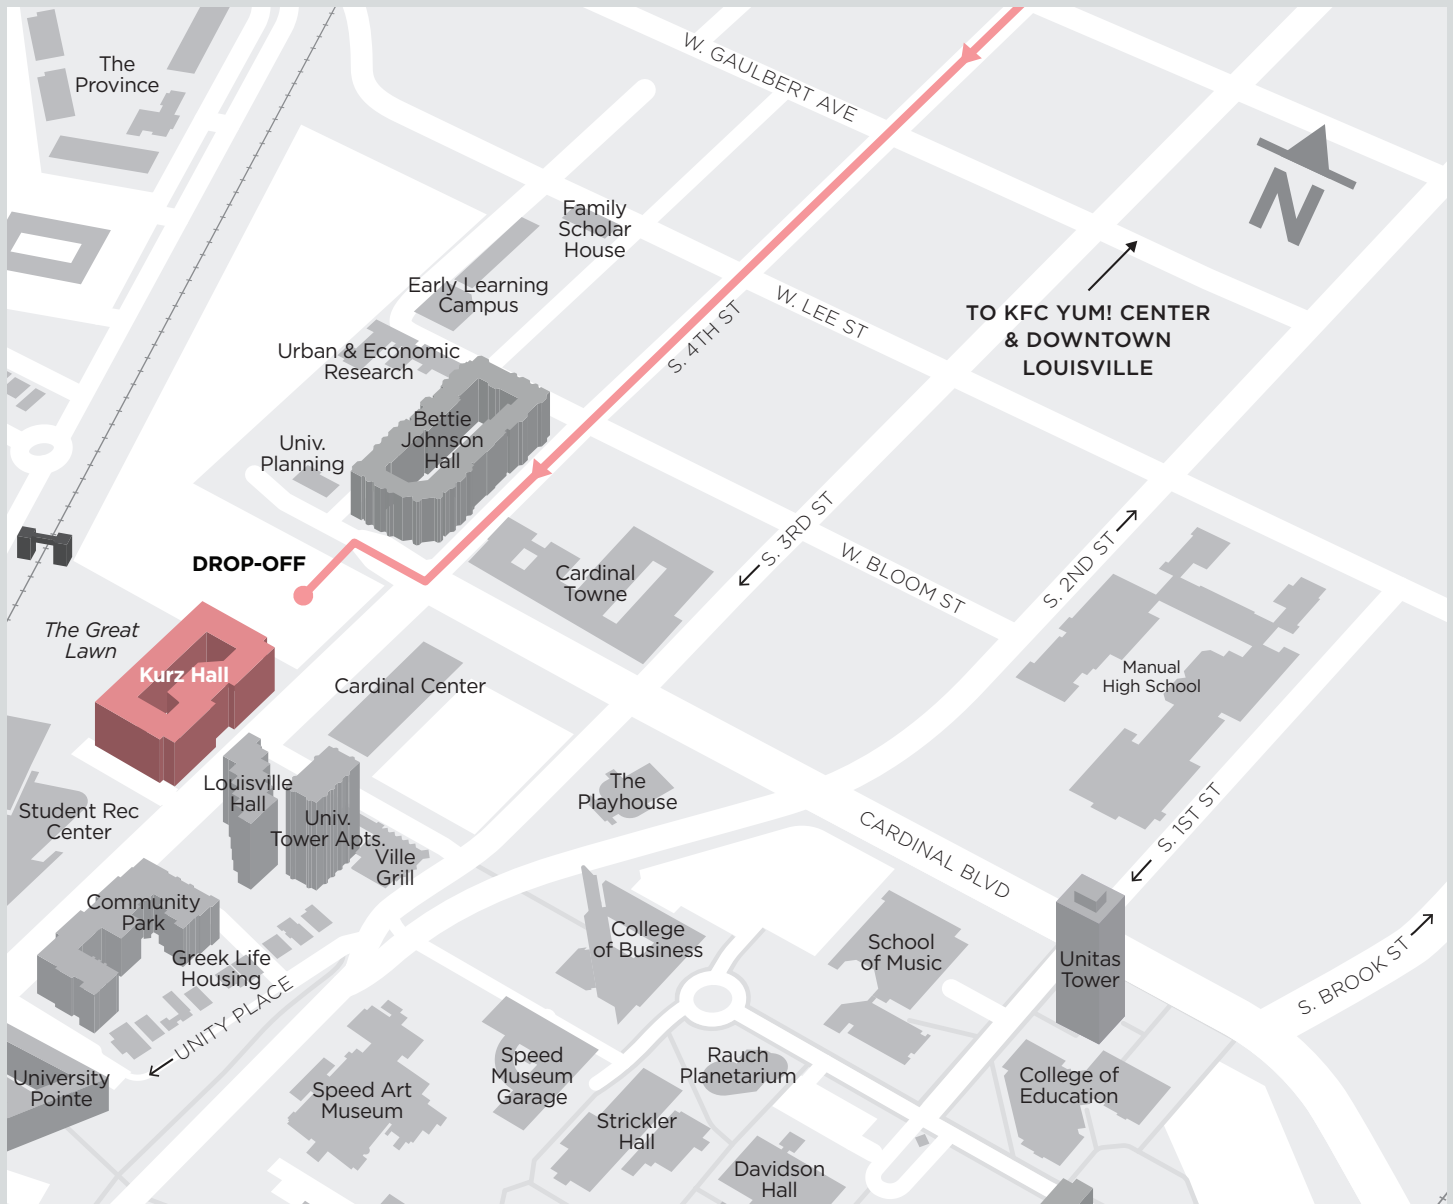 The
Province
W. GAULBERT AVE
N
Family
Scholar
House
TO KFC YUM! CENTER
& DOWNTOWN
LOUISVILLE
Early Learning
Campus
W. LEE ST
S. 4TH ST
Urban & Economic
Research
Bettie
Johnson
Hall
Univ.
Planning
S. 3RD ST
S. 2ND ST
W. BLOOM ST
DROP-OFF
Cardinal
Towne
The Great
Lawn
Kurz Hall
Cardinal Center
Manual
High School
Louisville
Hall
The
Playhouse
Student Rec
Center
Univ.
Tower Apts.
Ville
Grill
CARDINAL BLVD
S. 1ST ST
Community
Park
College
of Business
School
of Music
Unitas
Tower
Greek Life
Housing
S. BROOK ST
UNITY PLACE
University
Pointe
Speed Art
Museum
Speed
Museum
Garage
Rauch
Planetarium
College of
Education
Strickler
Hall
Davidson
Hall